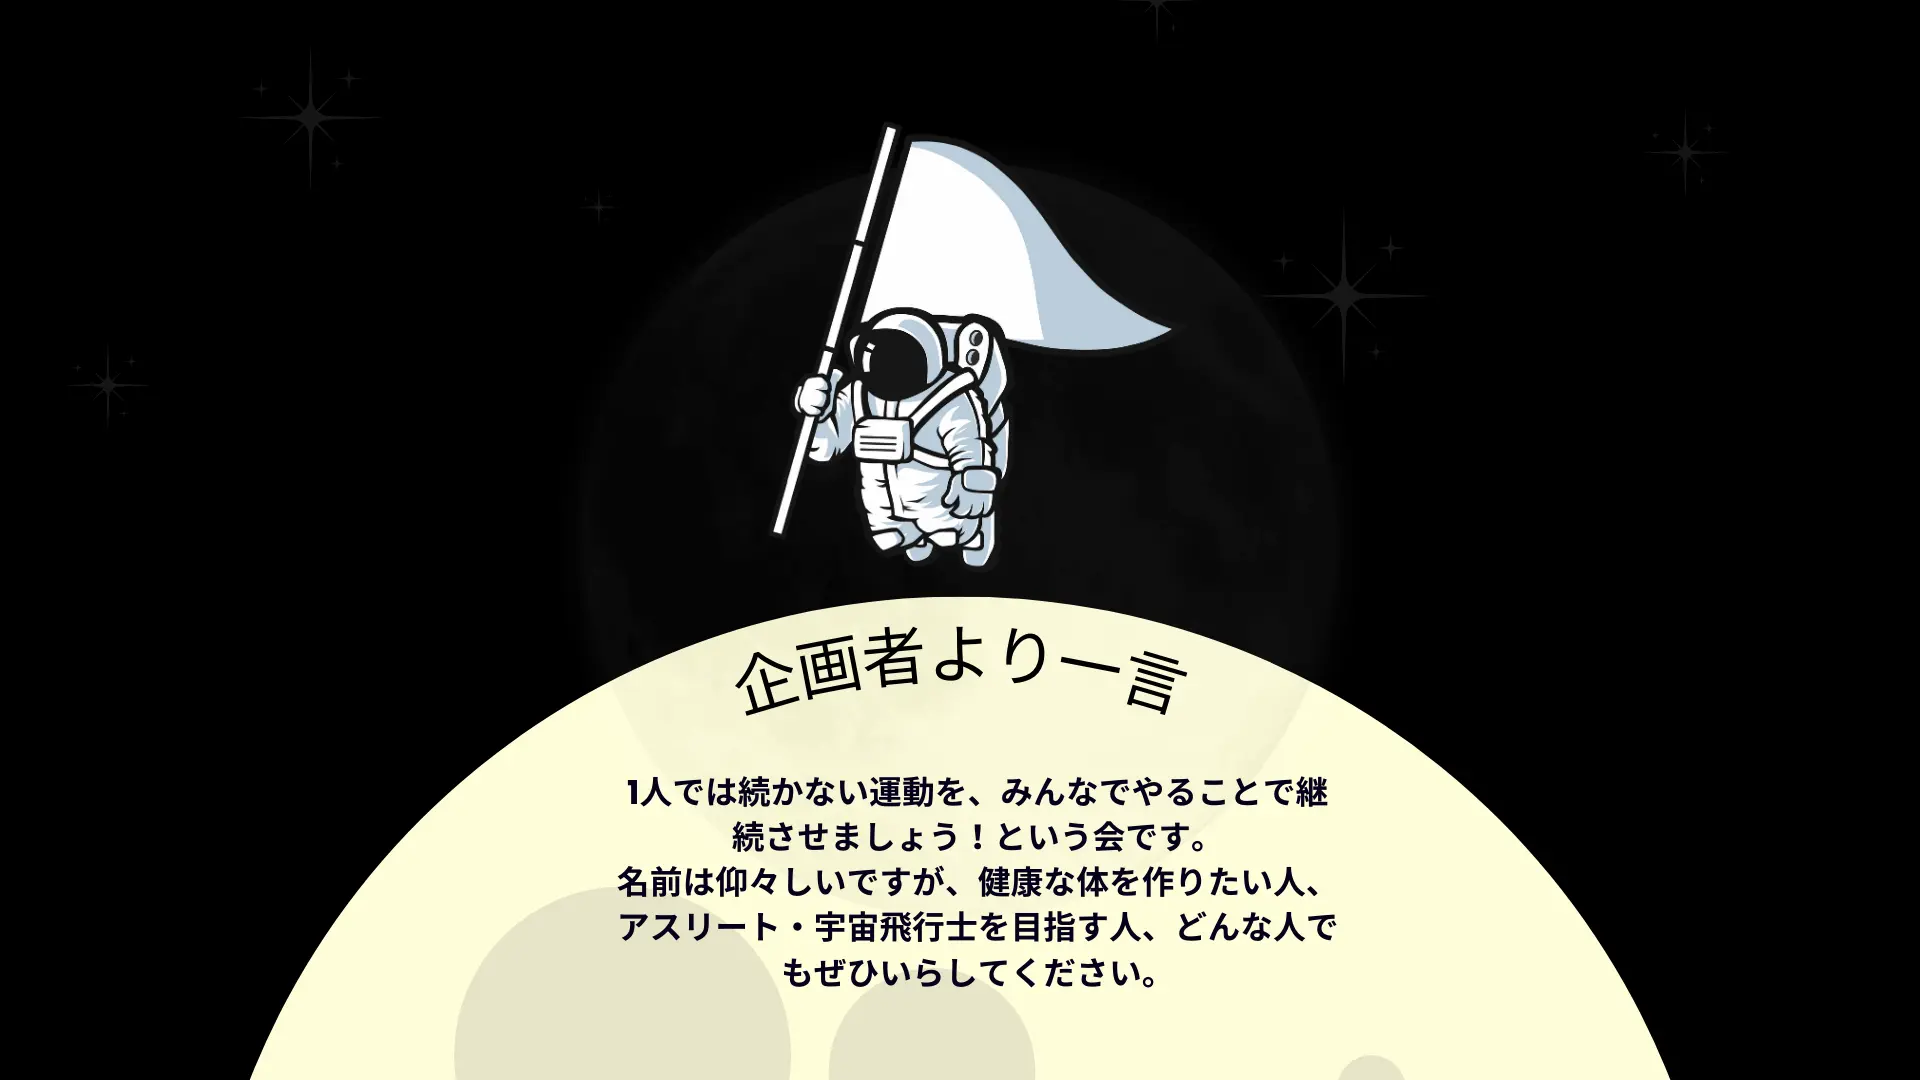 企画者より一言
1人では続かない運動を、みんなでやることで継
続させましょう！という会です。
名前は仰々しいですが、健康な体を作りたい人、
アスリート・宇宙飛行士を目指す人、どんな人で
もぜひいらしてください。